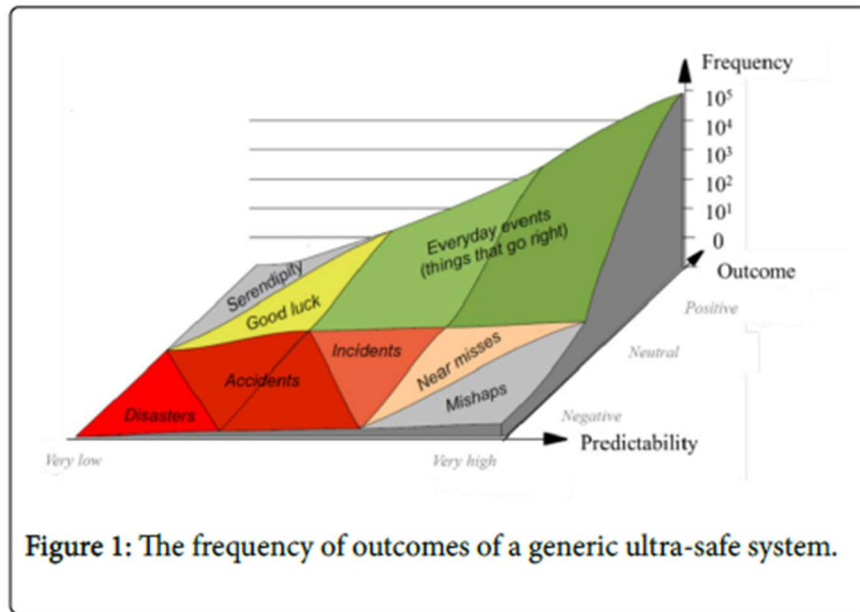 Frequency
10⁵
10⁴
10³
10²
10¹
0
Outcome
Positive
Neutral
Negative
Everyday events
(things that go right)
Serendipity
Good luck
Incidents
Near misses
Accidents
Mishaps
Disasters
Predictability
Very low
Very high
Figure 1: The frequency of outcomes of a generic ultra-safe system.